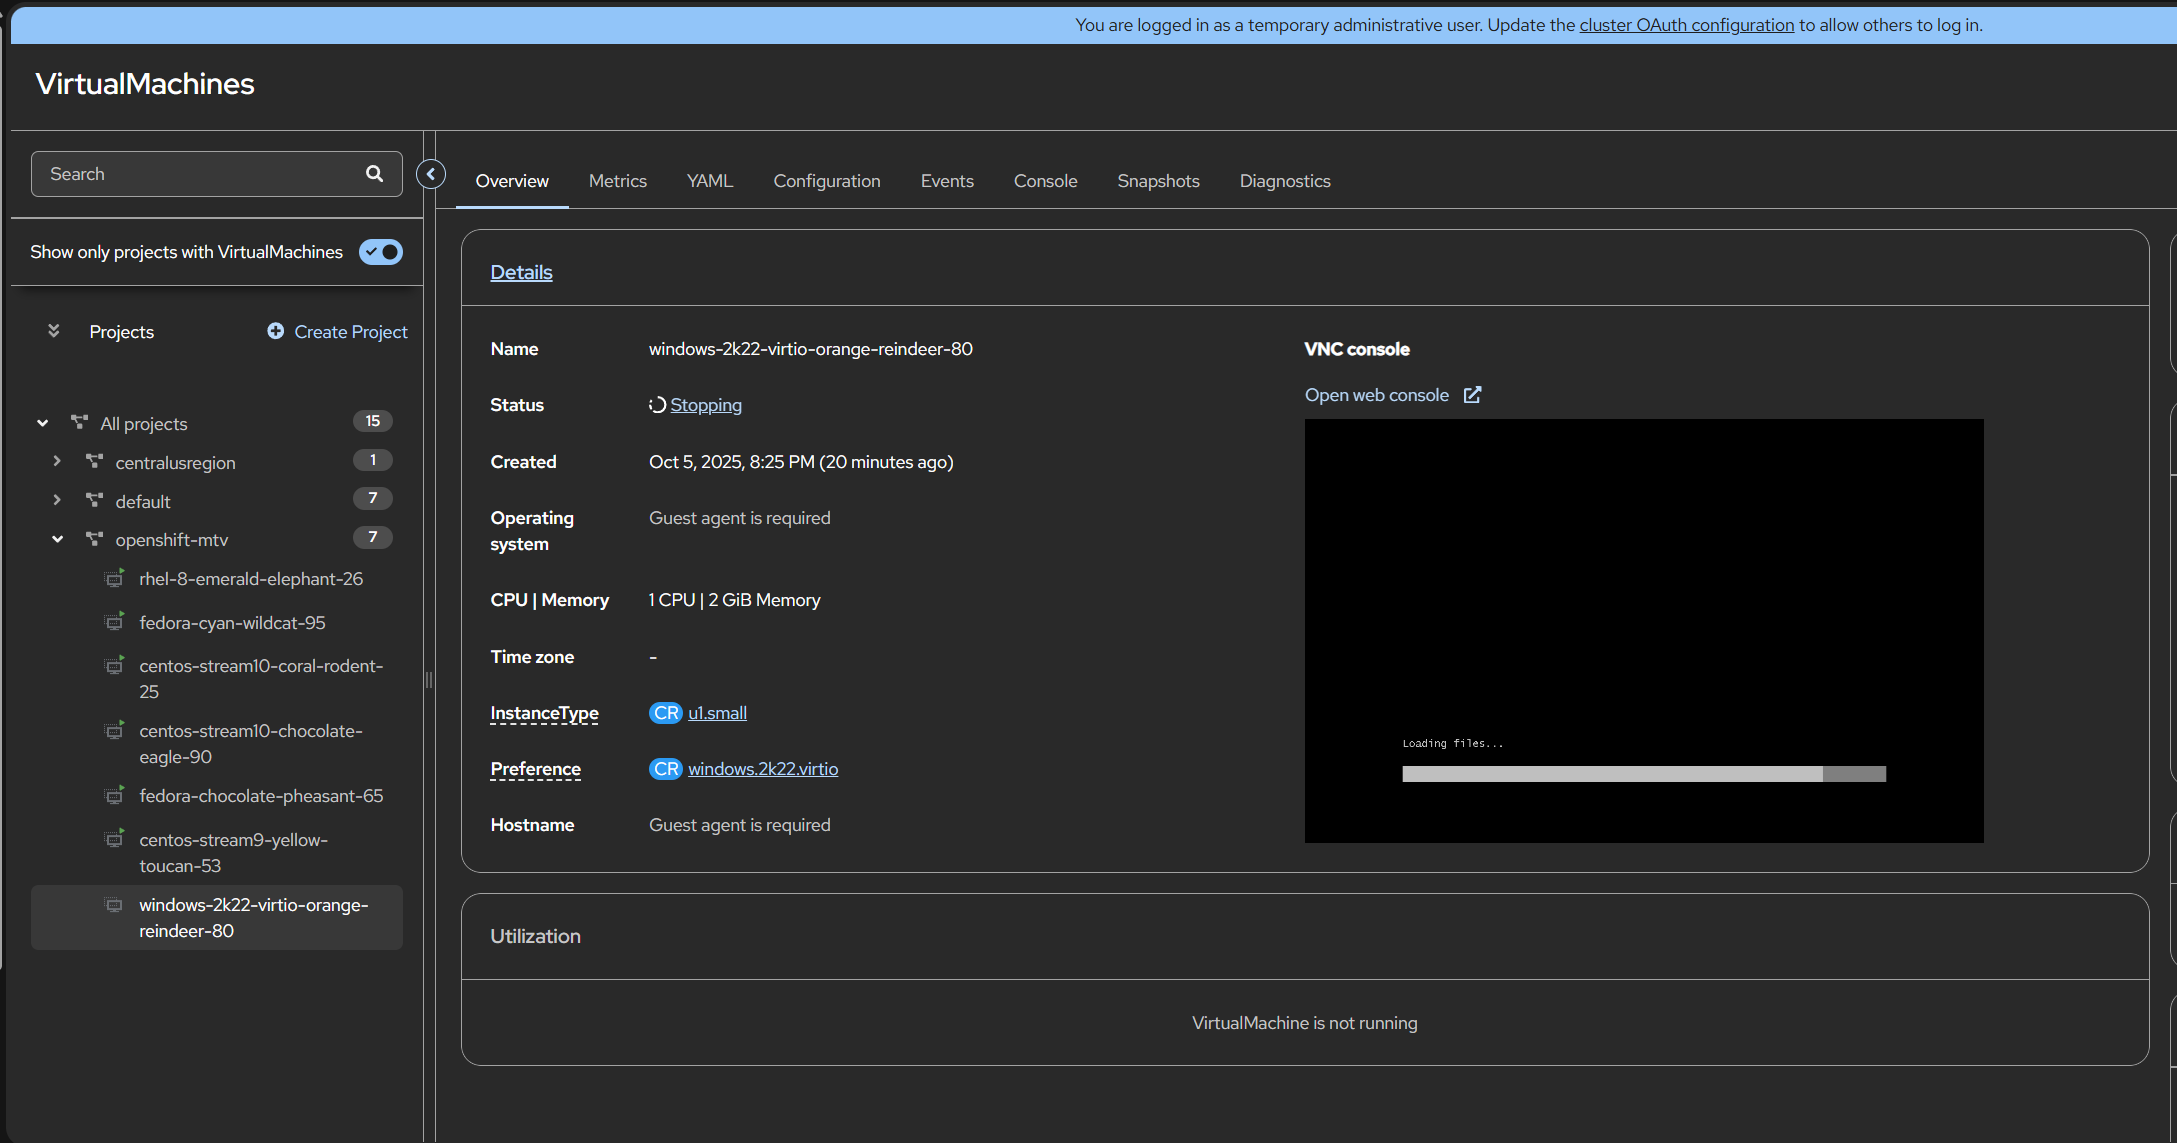 You are logged in as a temporary administrative user. Update the cluster OAuth configuration to allow others to log in.
VirtualMachines
Search
Show only projects with VirtualMachines
Projects
Create Project
All projects 15
centralusregion 1
default 7
openshift-mtv 7
rhel-8-emerald-elephant-26
fedora-cyan-wildcat-95
centos-stream10-coral-rodent-
25
centos-stream10-chocolate-
eagle-90
fedora-chocolate-pheasant-65
centos-stream9-yellow-
toucan-53
windows-2k22-virtio-orange-
reindeer-80
Overview Metrics YAML Configuration Events Console Snapshots Diagnostics
Details
Name windows-2k22-virtio-orange-reindeer-80
Status Stopping
Created Oct 5, 2025, 8:25 PM (20 minutes ago)
Operating
system
Guest agent is required
CPU | Memory 1 CPU | 2 GiB Memory
Time zone -
InstanceType CR u1.small
Preference CR windows.2k22.virtio
Hostname Guest agent is required
VNC console
Open web console
Loading files...
Utilization
VirtualMachine is not running